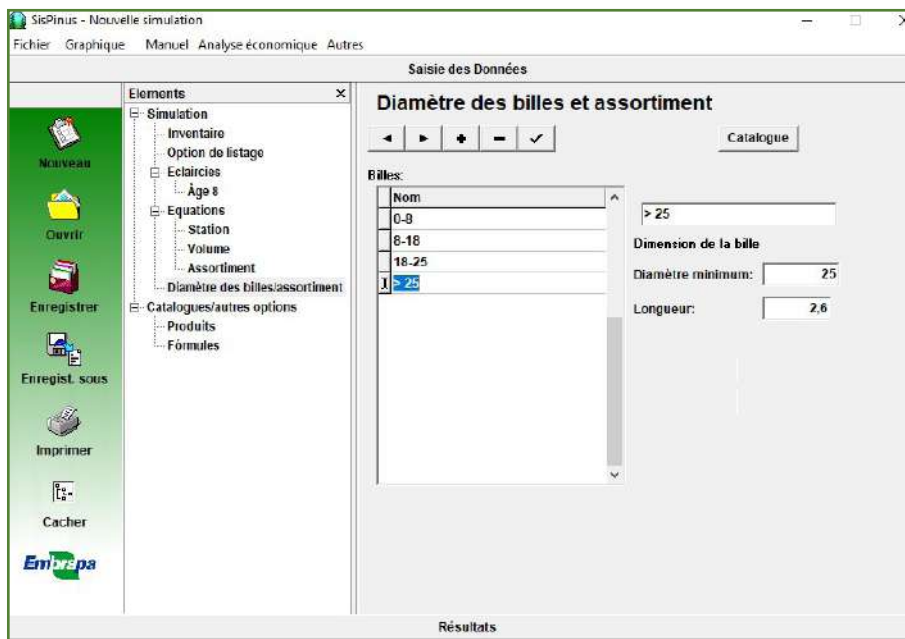 SisPinus - Nouvelle simulation
Fichier Graphique Manuel Analyse économique Autres
Saisie des Données
Nouveau
Ouvrir
Enregistrer
Enregist. sous
Imprimer
Cacher
Embrapa
Elements
Simulation
Inventaire
Option de listage
Eclaircies
Àge 8
Equations
Station
Volume
Assortiment
Diamètre des billes/assortiment
Catalogues/autres options
Produits
Fórmules
Diamètre des billes et assortiment
Catalogue
Billes:
Nom
0-8
8-18
18-25
> 25
> 25
Dimension de la bille
Diamètre minimum: 25
Longueur: 2,6
Résultats